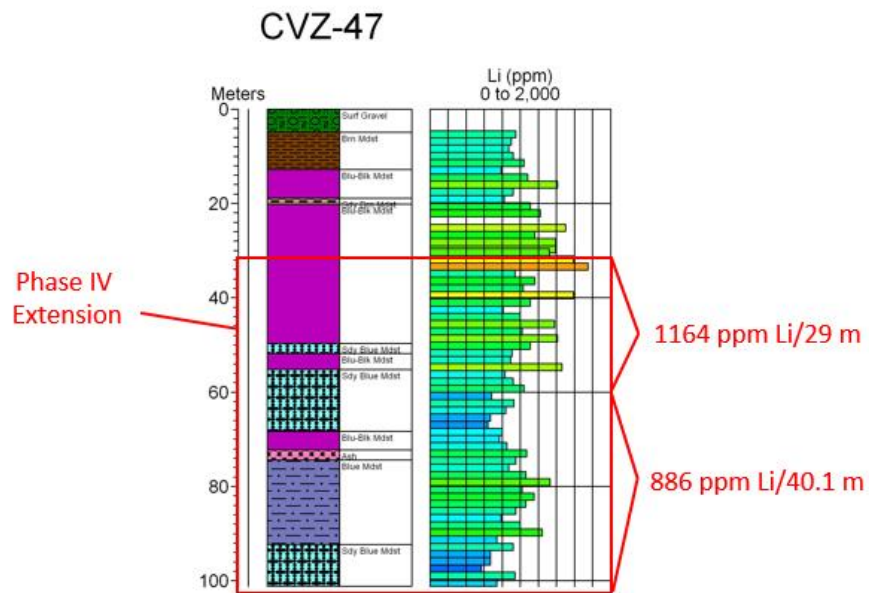 CVZ-47
Meters
Li (ppm)
0 to 2,000
0
Surf Gravel
Brn Mdst
Blu-Blk Mdst
20
Sdy Brn Mdst
Blu-Blk Mdst
Phase IV
Extension
40
1164 ppm Li/29 m
Sdy Blue Mdst
Blu-Blk Mdst
Sdy Blue Mdst
60
Blu-Blk Mdst
Ash
Blue Mdst
80
886 ppm Li/40.1 m
Sdy Blue Mdst
100